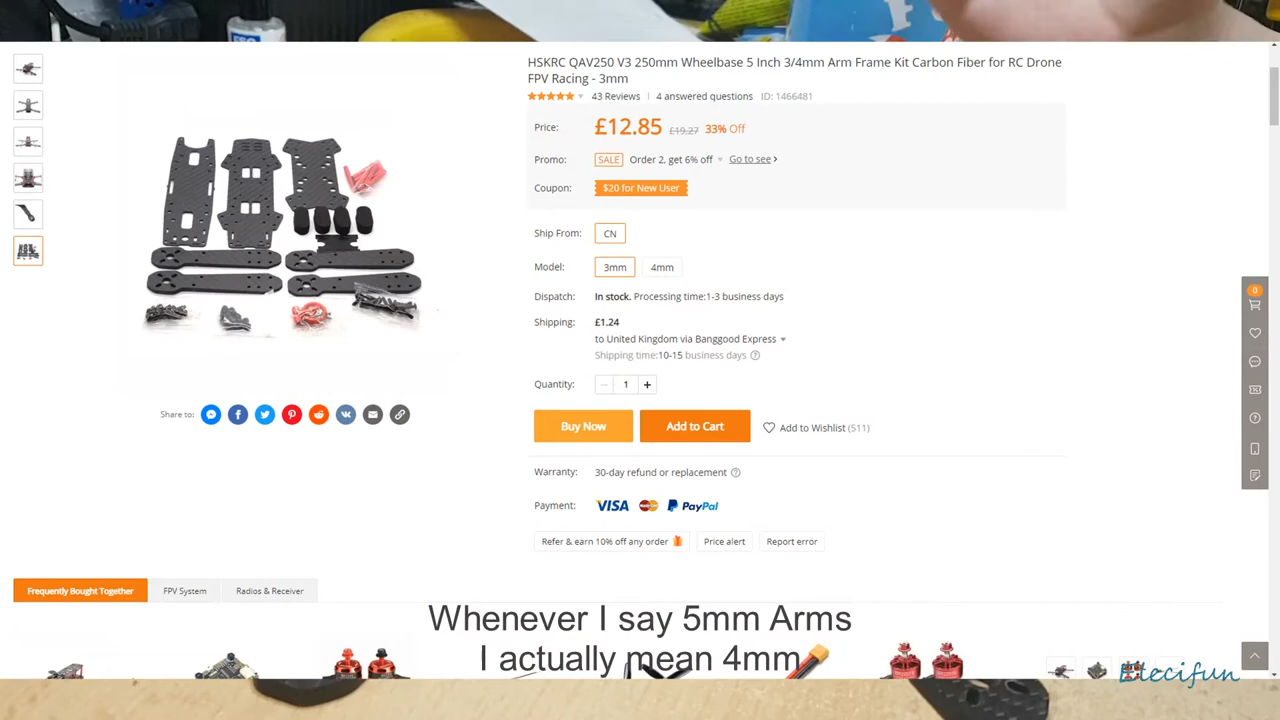 HSKRC QAV250 V3 250mm Wheelbase 5 Inch 3/4mm Arm Frame Kit Carbon Fiber for RC Drone
FPV Racing - 3mm
43 Reviews 4 answered questions ID: 1466481
Price: £12.85 £19.27 33% Off
Promo: SALE Order 2, get 6% off Go to see >
Coupon: $20 for New User
Ship From: CN
Model: 3mm 4mm
Dispatch: In stock. Processing time:1-3 business days
Shipping: £1.24
to United Kingdom via Banggood Express
Shipping time:10-15 business days
Quantity: - 1 +
Share to:
Buy Now Add to Cart Add to Wishlist (511)
0
Warranty: 30-day refund or replacement
Payment: VISA PayPal
Refer & earn 10% off any order Price alert Report error
Frequently Bought Together FPV System Radios & Receiver
Whenever I say 5mm Arms
I actually mean 4mm
Etecifun